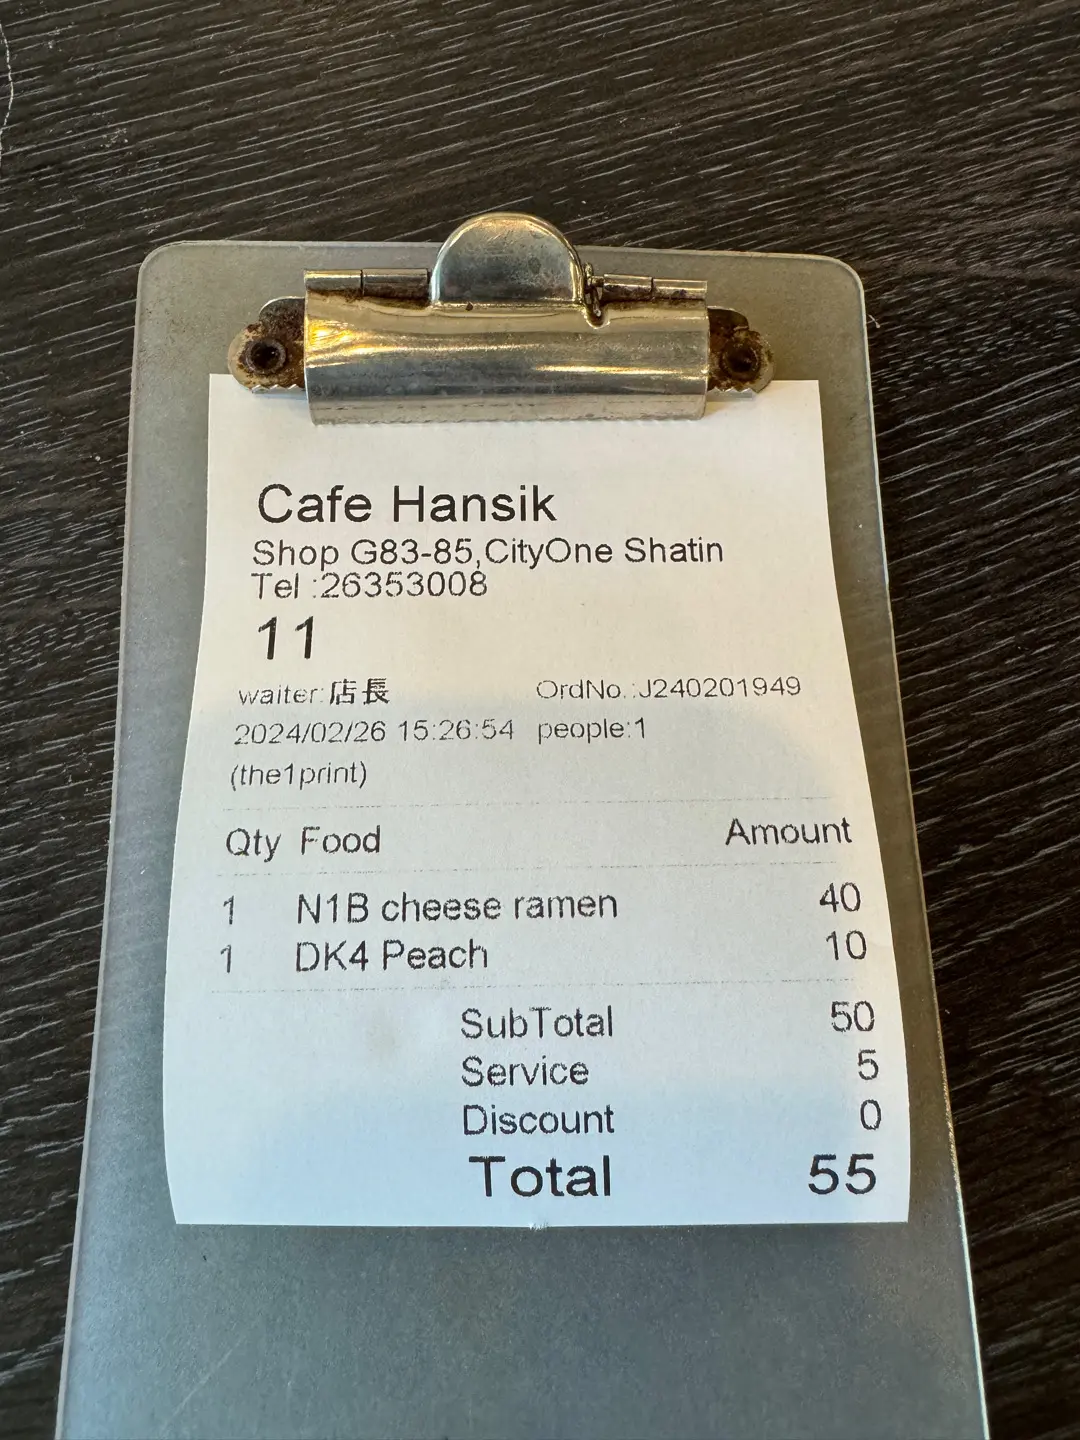 Cafe Hansik
Shop G83-85,CityOne Shatin
Tel :26353008
11
waiter:店長 OrdNo.:J240201949
2024/02/26 15:26:54 people:1
(the1print)
Qty Food Amount
1 N1B cheese ramen 40
1 DK4 Peach 10
SubTotal 50
Service 5
Discount 0
Total 55